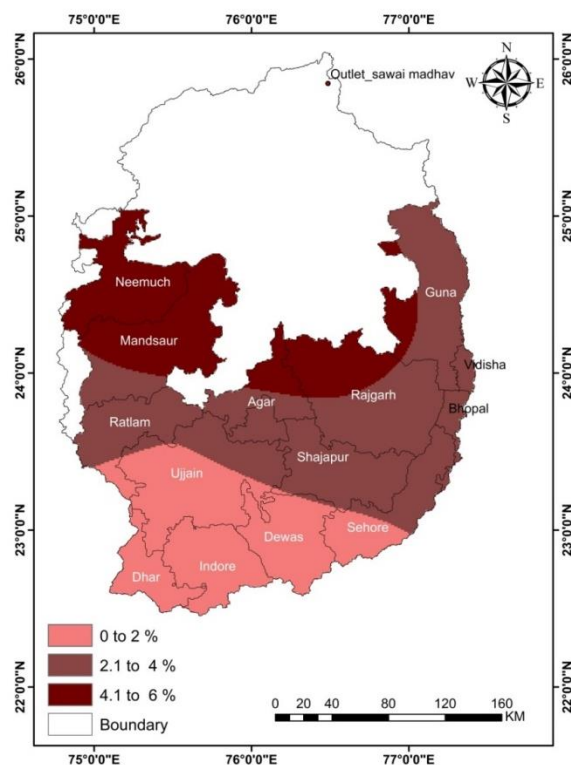 75°0'0"E 76°0'0"E 77°0'0"E
26°0'0"N 26°0'0"N
Outlet_sawai madhav
N
W E
S
25°0'0"N 25°0'0"N
Neemuch
Guna
Mandsaur
24°0'0"N 24°0'0"N
Vidisha
Rajgarh
Agar
Bhopal
Ratlam
Shajapur
Ujjain
23°0'0"N 23°0'0"N
Sehore
Dewas
Indore
Dhar
0 to 2 %
2.1 to 4 %
4.1 to 6 %
Boundary
22°0'0"N 22°0'0"N
0 20 40 80 120 160
KM
75°0'0"E 76°0'0"E 77°0'0"E